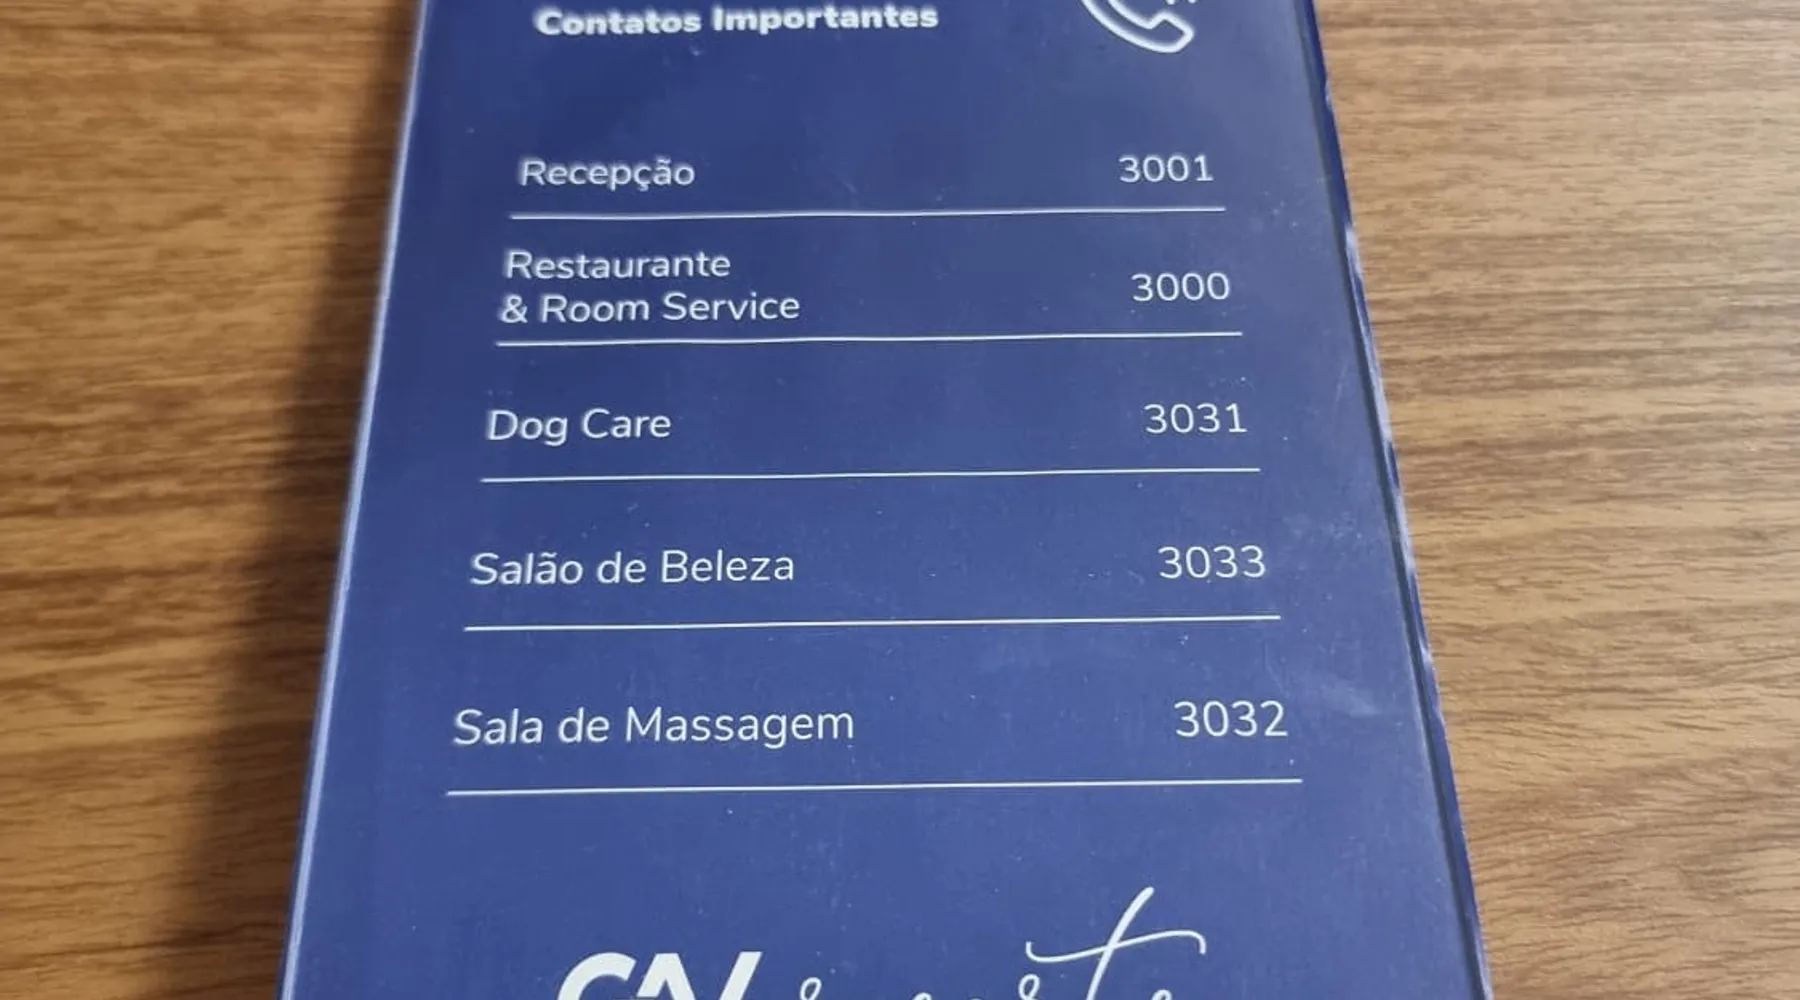 Contatos Importantes
Recepção 3001
Restaurante
& Room Service 3000
Dog Care 3031
Salão de Beleza 3033
Sala de Massagem 3032